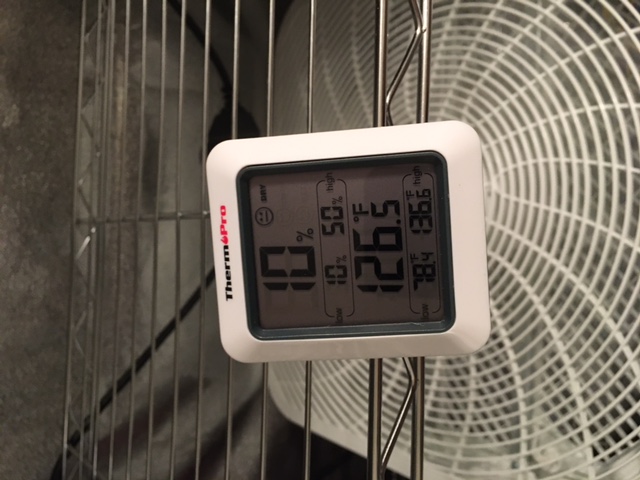 ThermoPro
10% DRY
low 10% 50% high
126.5°F
low 78.4°F 136.6°F high